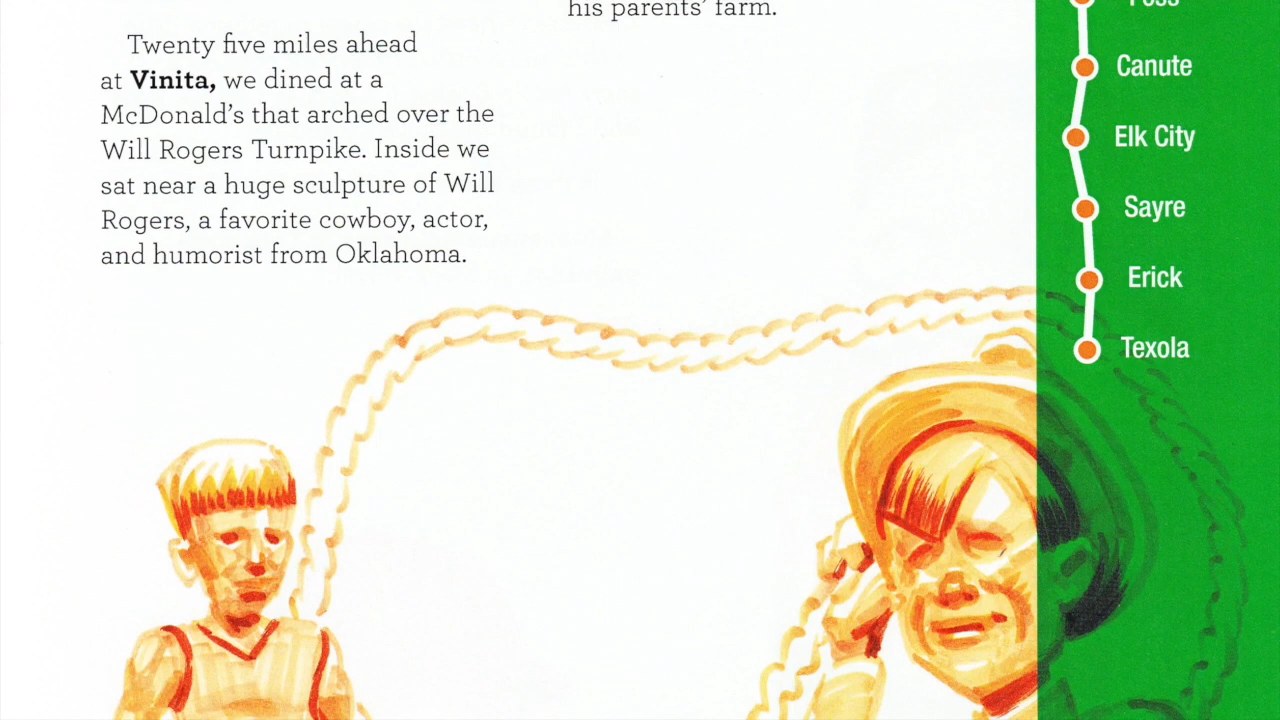 his parents' farm.
Twenty five miles ahead
at Vinita, we dined at a
McDonald's that arched over the
Will Rogers Turnpike. Inside we
sat near a huge sculpture of Will
Rogers, a favorite cowboy, actor,
and humorist from Oklahoma.
Foss
Canute
Elk City
Sayre
Erick
Texola